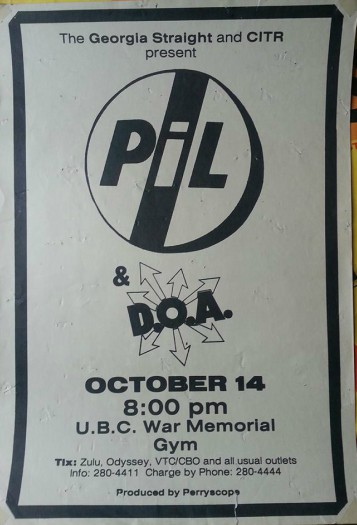 The Georgia Straight and CITR
present
PiL
&
D.O.A.
OCTOBER 14
8:00 pm
U.B.C. War Memorial
Gym
Tix: Zulu, Odyssey, VTC/CBO and all usual outlets
Info: 280-4411 Charge by Phone: 280-4444
Produced by Perryscope